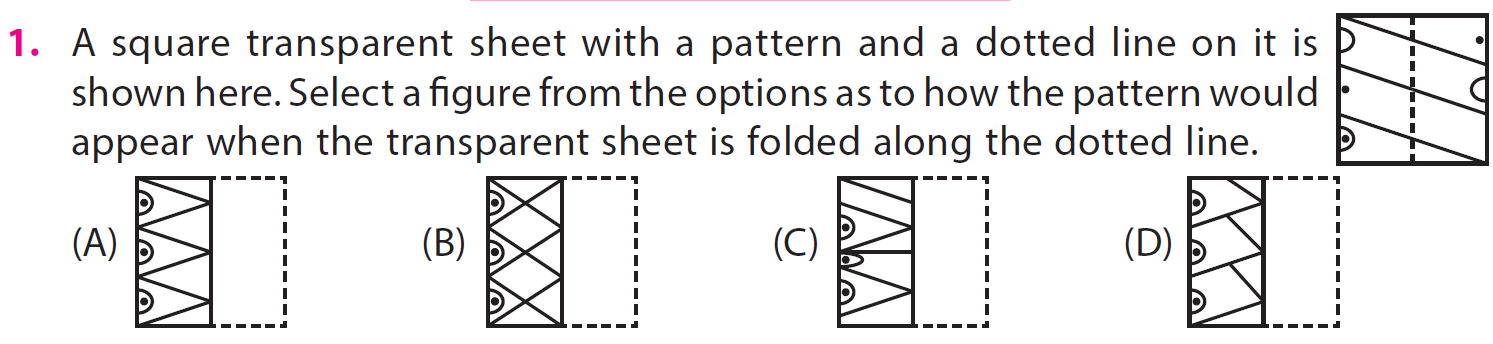 1. A square transparent sheet with a pattern and a dotted line on it is
shown here. Select a figure from the options as to how the pattern would
appear when the transparent sheet is folded along the dotted line.
(A) (B) (C) (D)